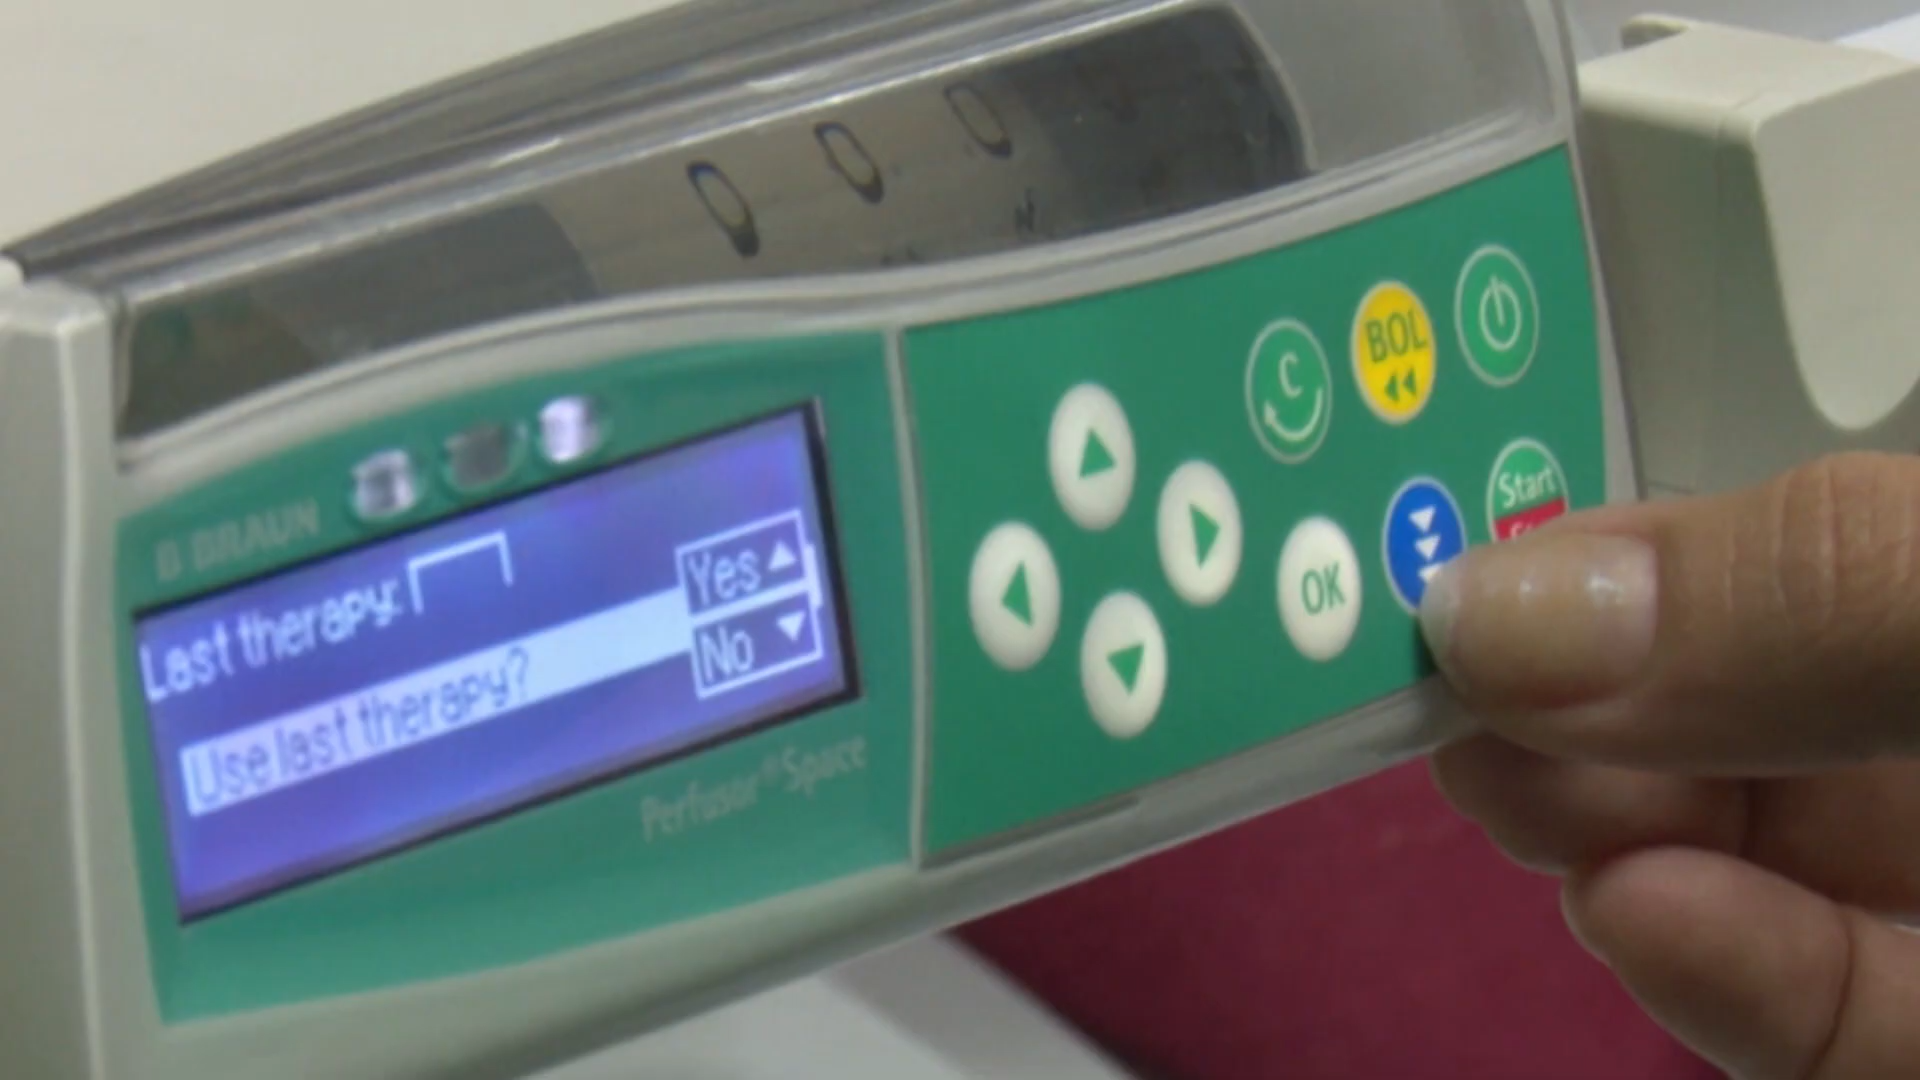 B BRAUN
Last therapy:
Use last therapy?
Yes
No
Perfusor®Space
C
BOL
OK
Start